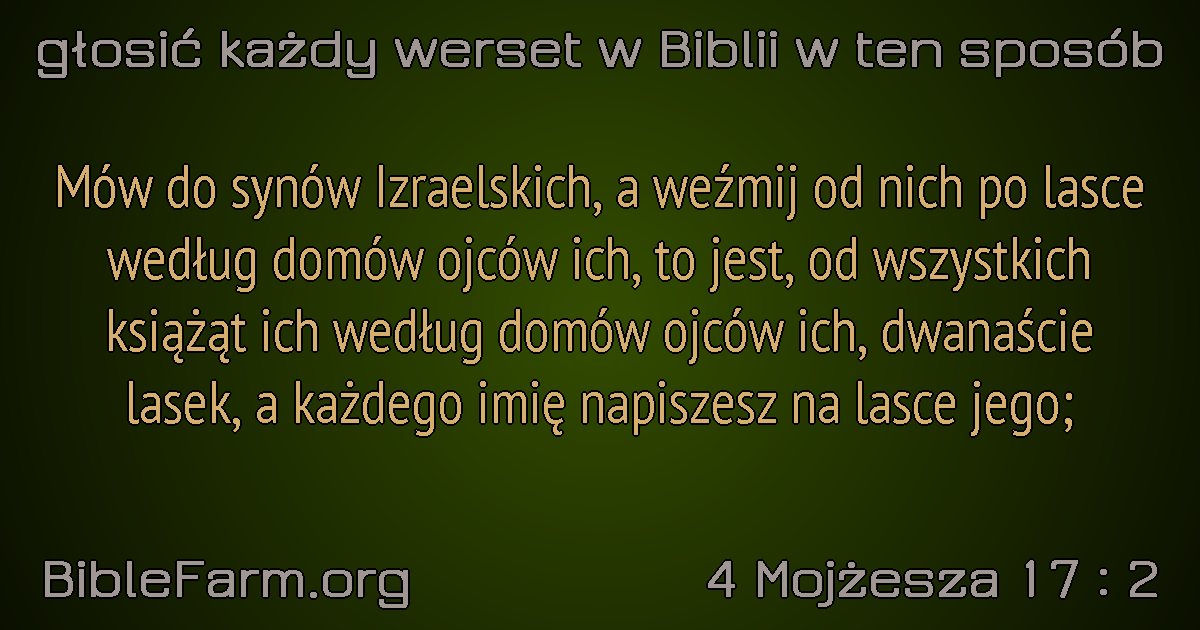 głosić każdy werset w Biblii w ten sposób
Mów do synów Izraelskich, a weźmij od nich po lasce
według domów ojców ich, to jest, od wszystkich
książąt ich według domów ojców ich, dwanaście
lasek, a każdego imię napiszesz na lasce jego;
BibleFarm.org
4 Mojżesza 17 : 2